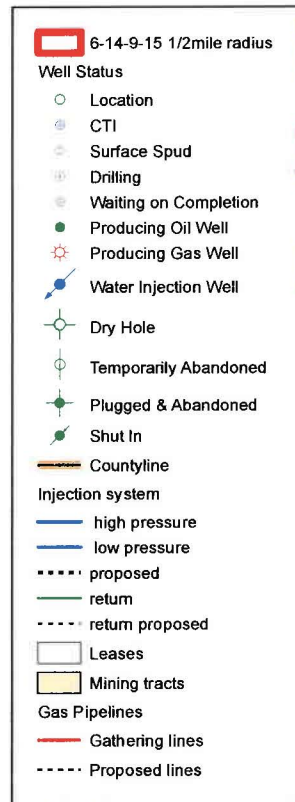 6-14-9-15 1/2mile radius
Well Status
Location
CTI
Surface Spud
Drilling
Waiting on Completion
Producing Oil Well
Producing Gas Well
Water Injection Well
Dry Hole
Temporarily Abandoned
Plugged & Abandoned
Shut In
Countyline
Injection system
high pressure
low pressure
proposed
return
return proposed
Leases
Mining tracts
Gas Pipelines
Gathering lines
Proposed lines